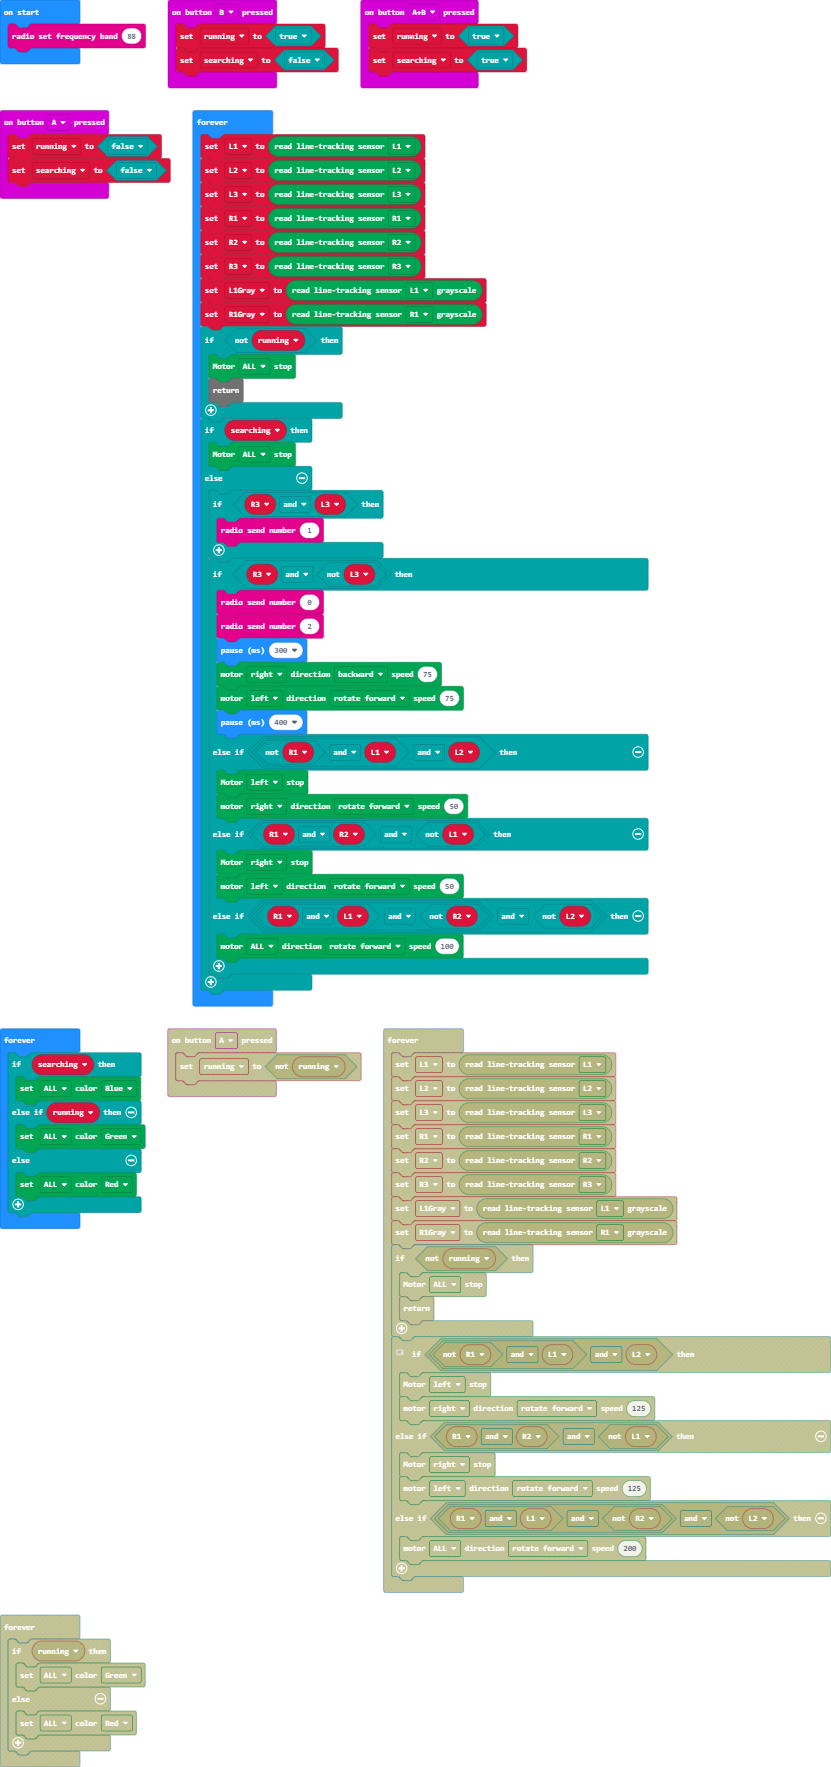 on start
radio set frequency band 88
on button B pressed
set running to true
set searching to false
on button A+B pressed
set running to true
set searching to true
on button A pressed
set running to false
set searching to false
forever
set L1 to read line-tracking sensor L1
set L2 to read line-tracking sensor L2
set L3 to read line-tracking sensor L3
set R1 to read line-tracking sensor R1
set R2 to read line-tracking sensor R2
set R3 to read line-tracking sensor R3
set L1Gray to read line-tracking sensor L1 grayscale
set R1Gray to read line-tracking sensor R1 grayscale
if not running then
Motor ALL stop
return
if searching then
Motor ALL stop
else
if R3 and L3 then
radio send number 1
if R3 and not L3 then
radio send number 0
radio send number 2
pause (ms) 300
motor right direction backward speed 75
motor left direction rotate forward speed 75
pause (ms) 400
else if not R1 and L1 and L2 then
Motor left stop
motor right direction rotate forward speed 50
else if R1 and R2 and not L1 then
Motor right stop
motor left direction rotate forward speed 50
else if R1 and L1 and not R2 and not L2 then
motor ALL direction rotate forward speed 100
forever
if searching then
set ALL color Blue
else if running then
set ALL color Green
else
set ALL color Red
on button A pressed
set running to not running
forever
set L1 to read line-tracking sensor L1
set L2 to read line-tracking sensor L2
set L3 to read line-tracking sensor L3
set R1 to read line-tracking sensor R1
set R2 to read line-tracking sensor R2
set R3 to read line-tracking sensor R3
set L1Gray to read line-tracking sensor L1 grayscale
set R1Gray to read line-tracking sensor R1 grayscale
if not running then
Motor ALL stop
return
if not R1 and L1 and L2 then
Motor left stop
motor right direction rotate forward speed 125
else if R1 and R2 and not L1 then
Motor right stop
motor left direction rotate forward speed 125
else if R1 and L1 and not R2 and not L2 then
motor ALL direction rotate forward speed 200
forever
if running then
set ALL color Green
else
set ALL color Red